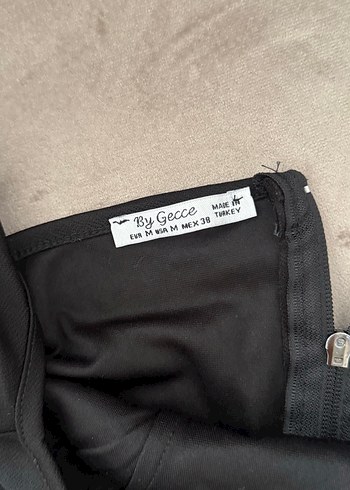 By Gecce
EUR M USA M MEX 38
MADE IN
TURKEY